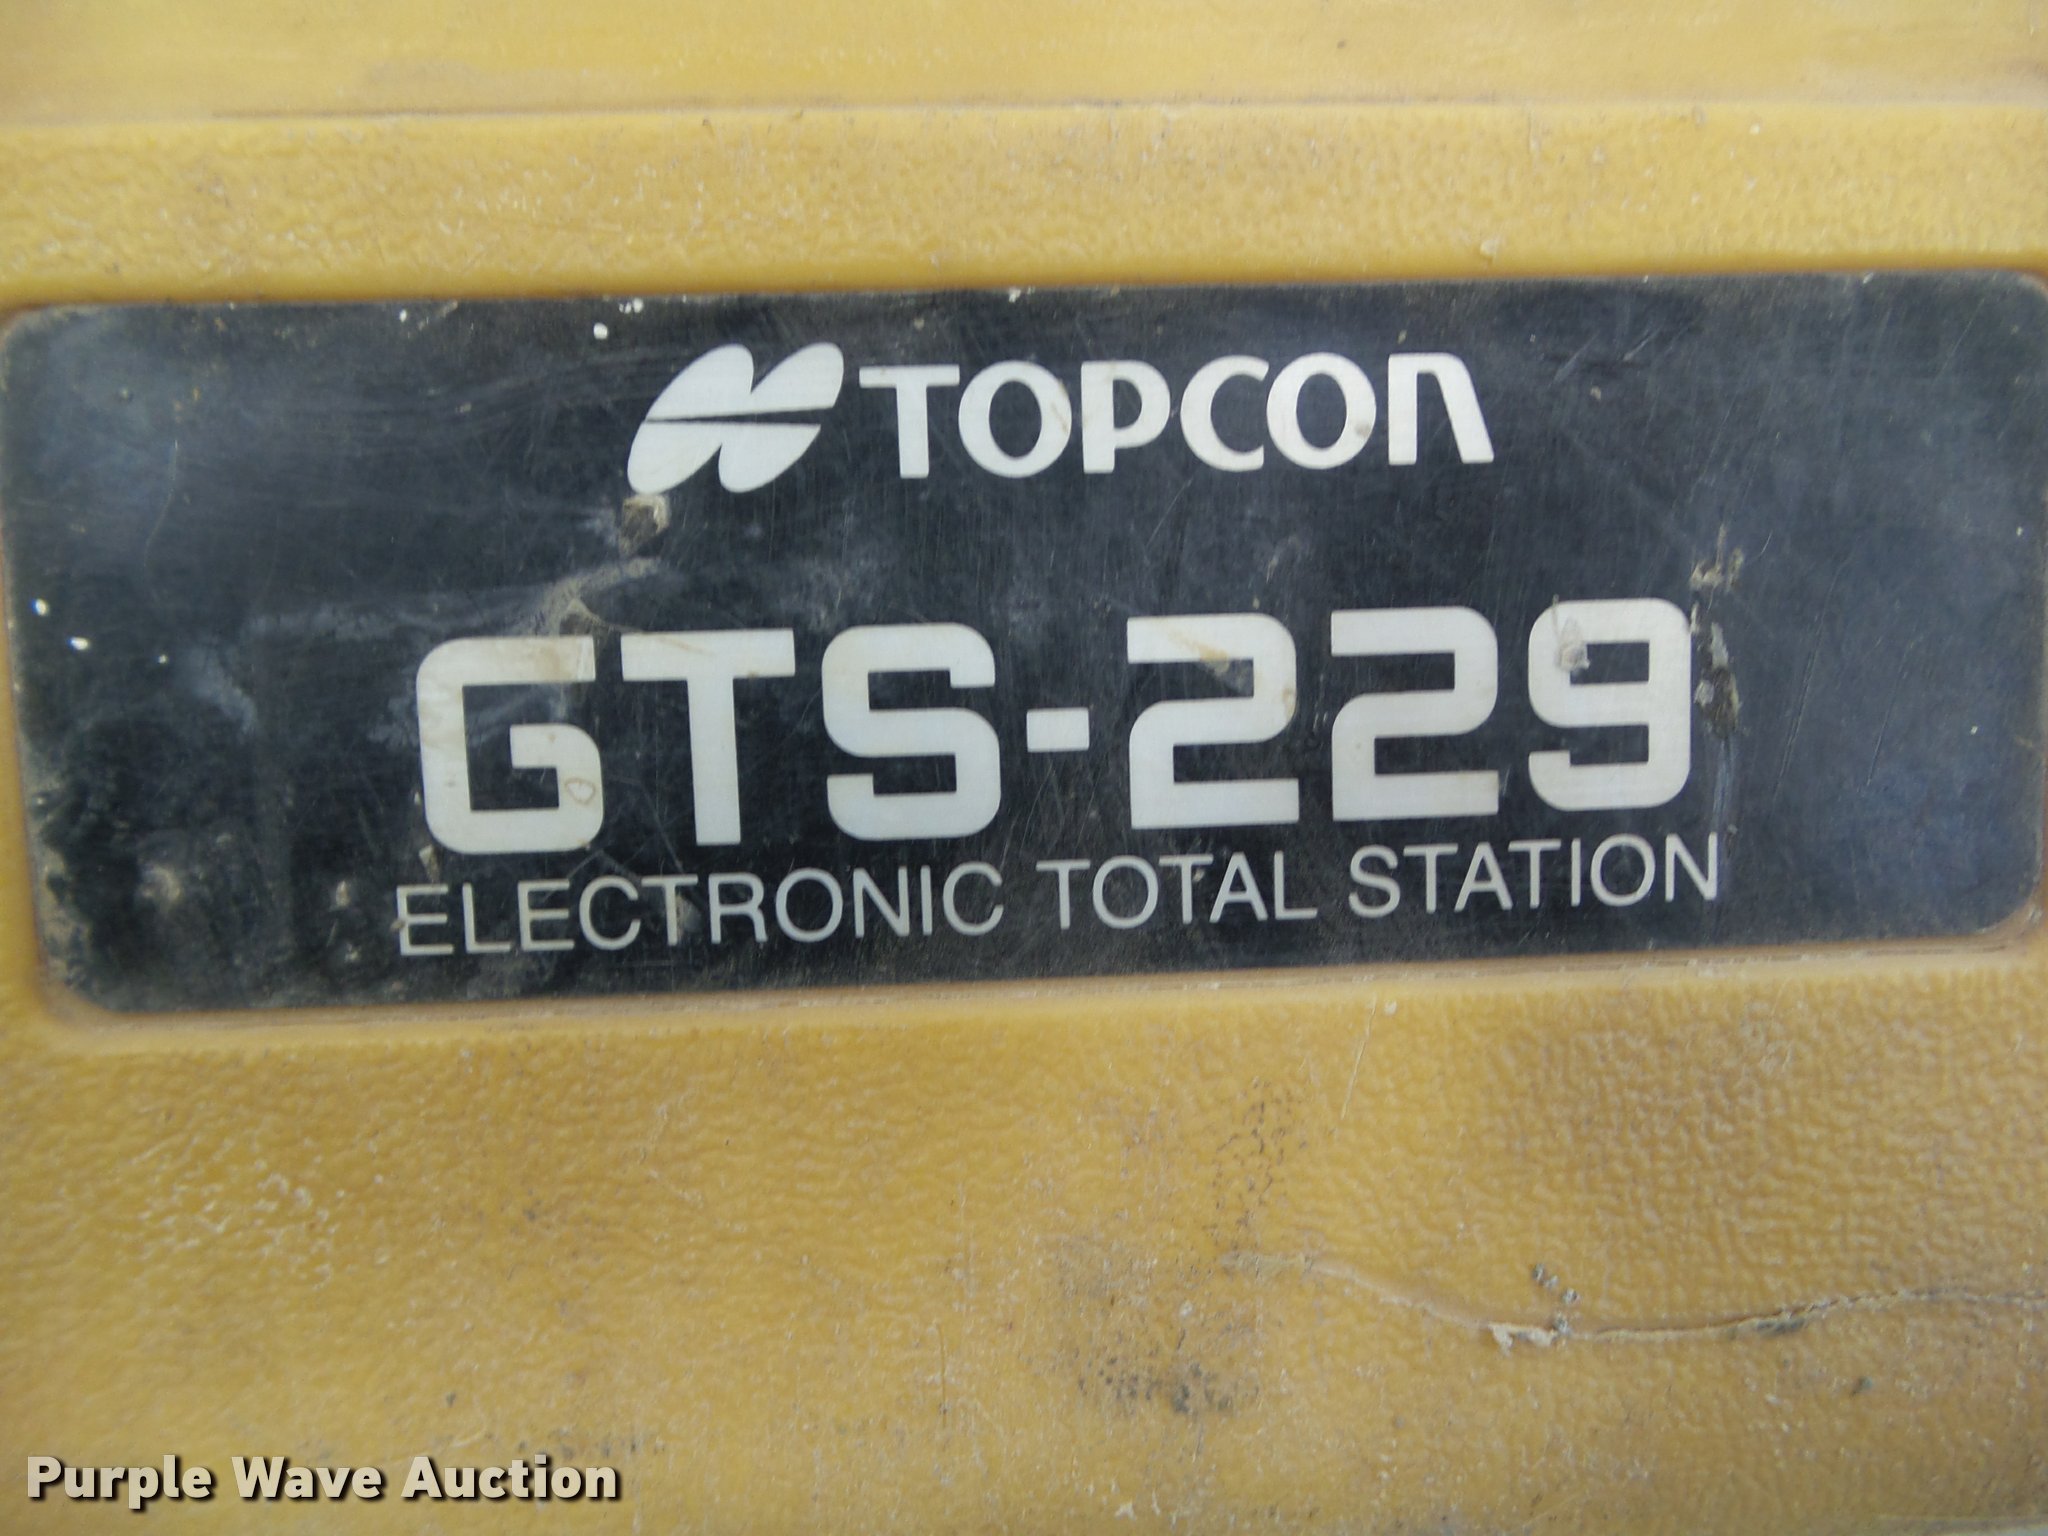 TOPCON
GTS-229
ELECTRONIC TOTAL STATION
Purple Wave Auction